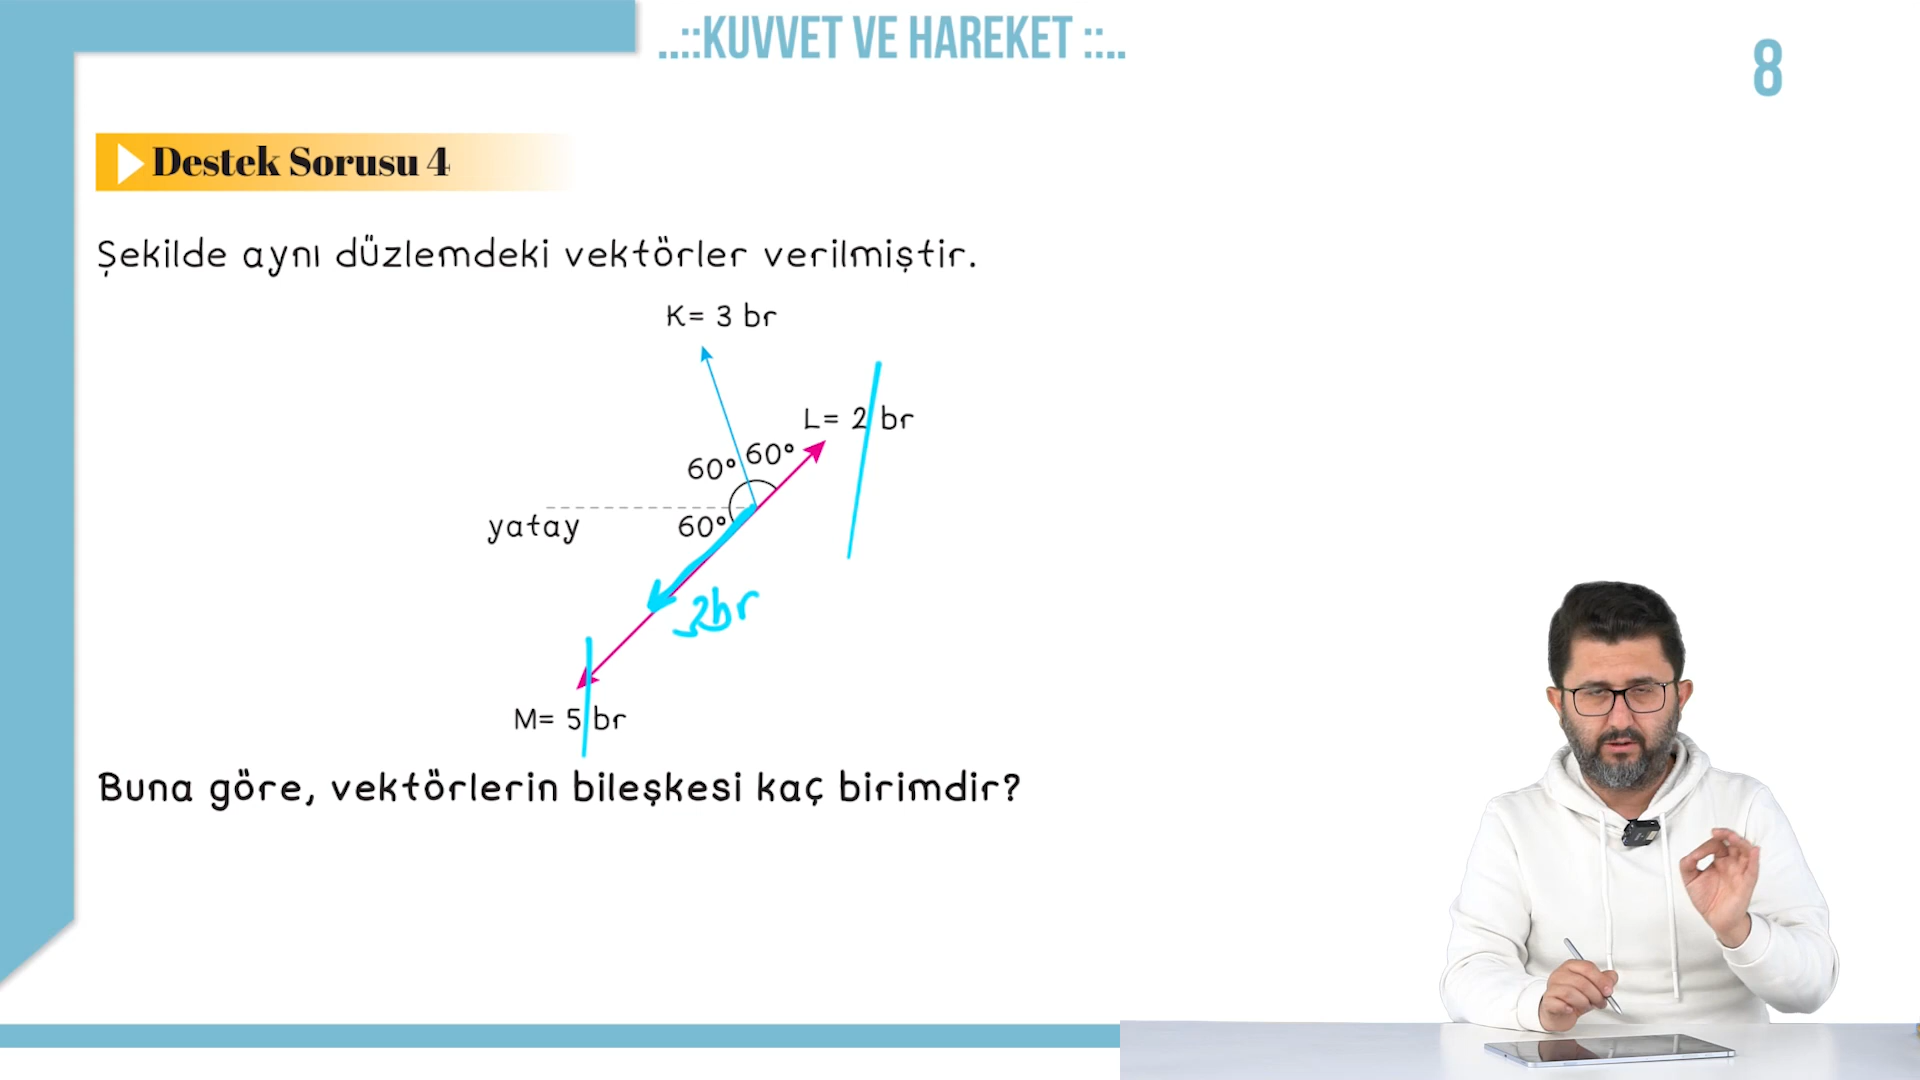 ..::KUVVET VE HAREKET ::..
8
Destek Sorusu 4
Şekilde aynı düzlemdeki vektörler verilmiştir.
K= 3 br
L= 2 br
60° 60°
yatay
60°
3br
M= 5 br
Buna göre, vektörlerin bileşkesi kaç birimdir?